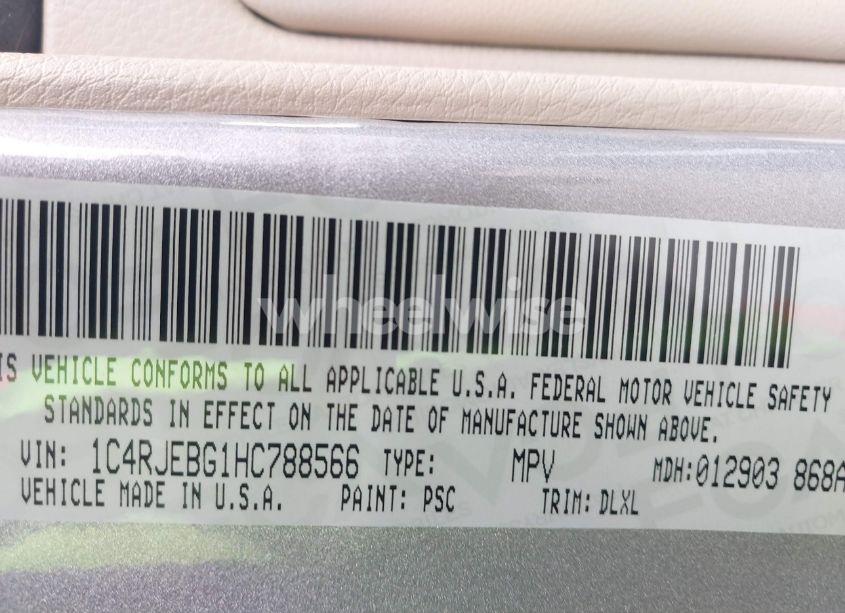 IS VEHICLE CONFORMS TO ALL APPLICABLE U.S.A. FEDERAL MOTOR VEHICLE SAFETY
STANDARDS IN EFFECT ON THE DATE OF MANUFACTURE SHOWN ABOVE.
VIN: 1C4RJEBG1HC788566 TYPE: MPV MDH:012903 868A
VEHICLE MADE IN U.S.A. PAINT: PSC TRIM: DLXL
wheelwise